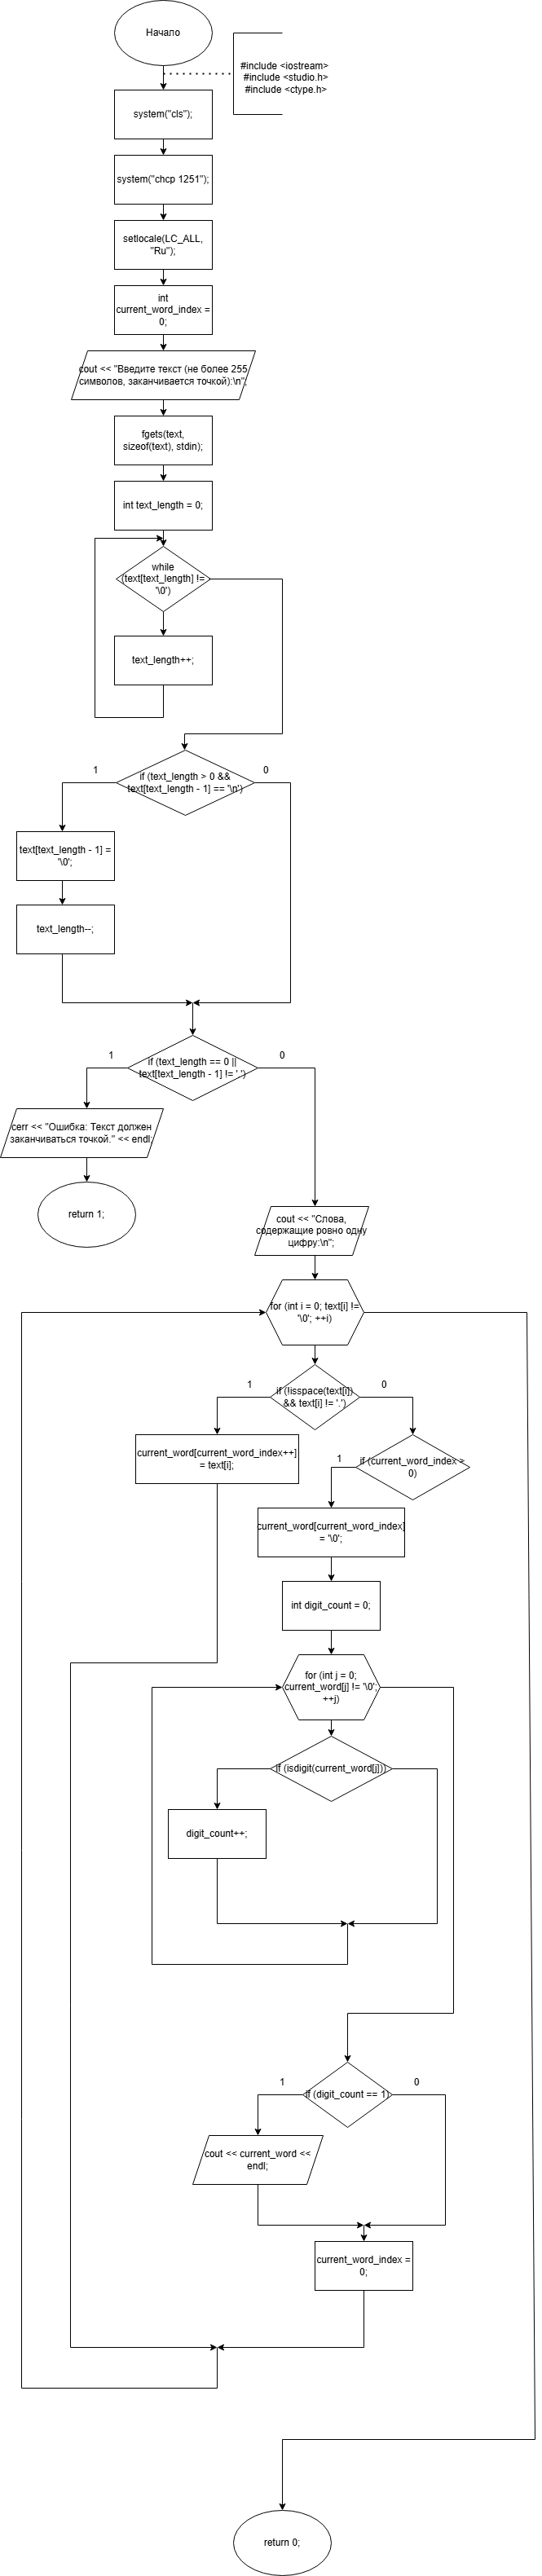 Начало
#include <iostream>
#include <studio.h>
#include <ctype.h>
system("cls");
system("chcp 1251");
setlocale(LC_ALL,
"Ru");
int
current_word_index =
0;
cout << "Введите текст (не более 255
символов, заканчивается точкой):\n";
fgets(text,
sizeof(text), stdin);
int text_length = 0;
while
(text[text_length] !=
'\0')
text_length++;
if (text_length > 0 &&
text[text_length - 1] == '\n')
1
0
text[text_length - 1] =
'\0';
text_length--;
if (text_length == 0 ||
text[text_length - 1] != '.')
1
0
cerr << "Ошибка: Текст должен
заканчиваться точкой." << endl;
return 1;
cout << "Слова,
содержащие ровно одну
цифру:\n";
for (int i = 0; text[i] !=
'\0'; ++i)
if (!isspace(text[i])
&& text[i] != '.')
1
0
current_word[current_word_index++]
= text[i];
if (current_word_index >
0)
1
current_word[current_word_index]
= '\0';
int digit_count = 0;
for (int j = 0;
current_word[j] != '\0';
++j)
if (isdigit(current_word[j]))
digit_count++;
if (digit_count == 1)
1
0
cout << current_word <<
endl;
current_word_index =
0;
return 0;